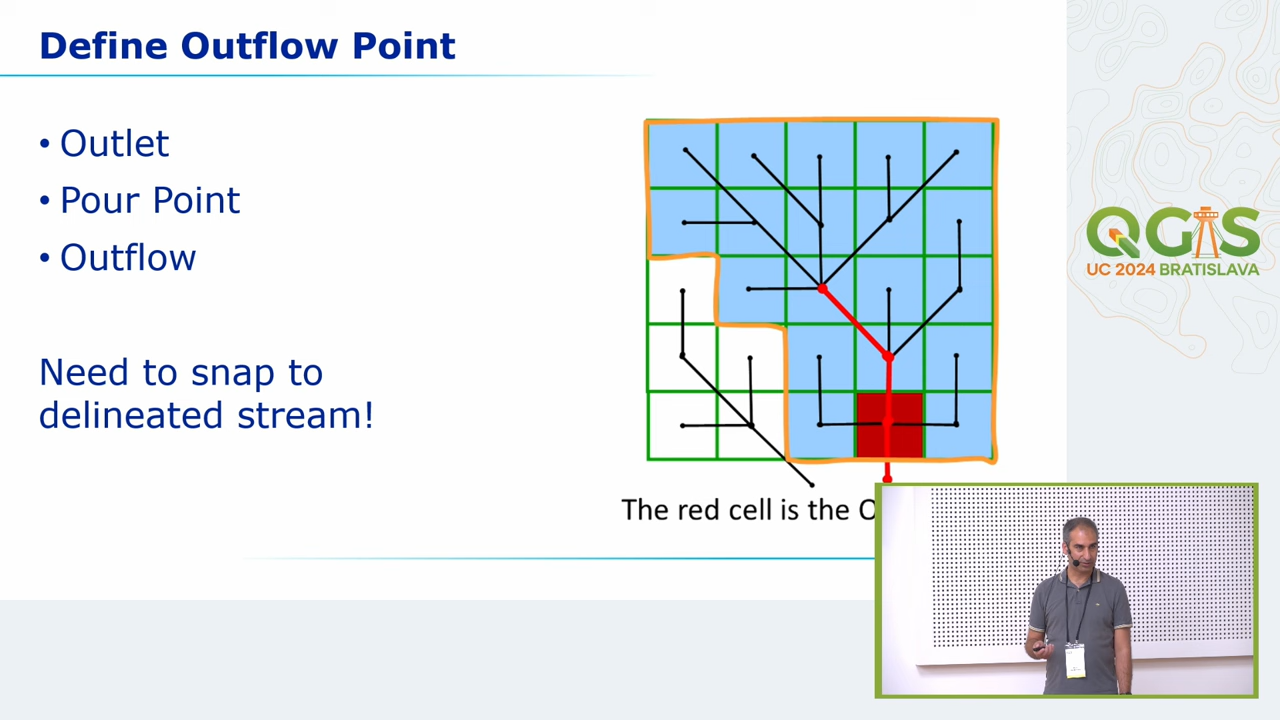 Define Outflow Point
• Outlet
• Pour Point
• Outflow
Need to snap to
delineated stream!
The red cell is the O
QGIS
UC 2024 BRATISLAVA